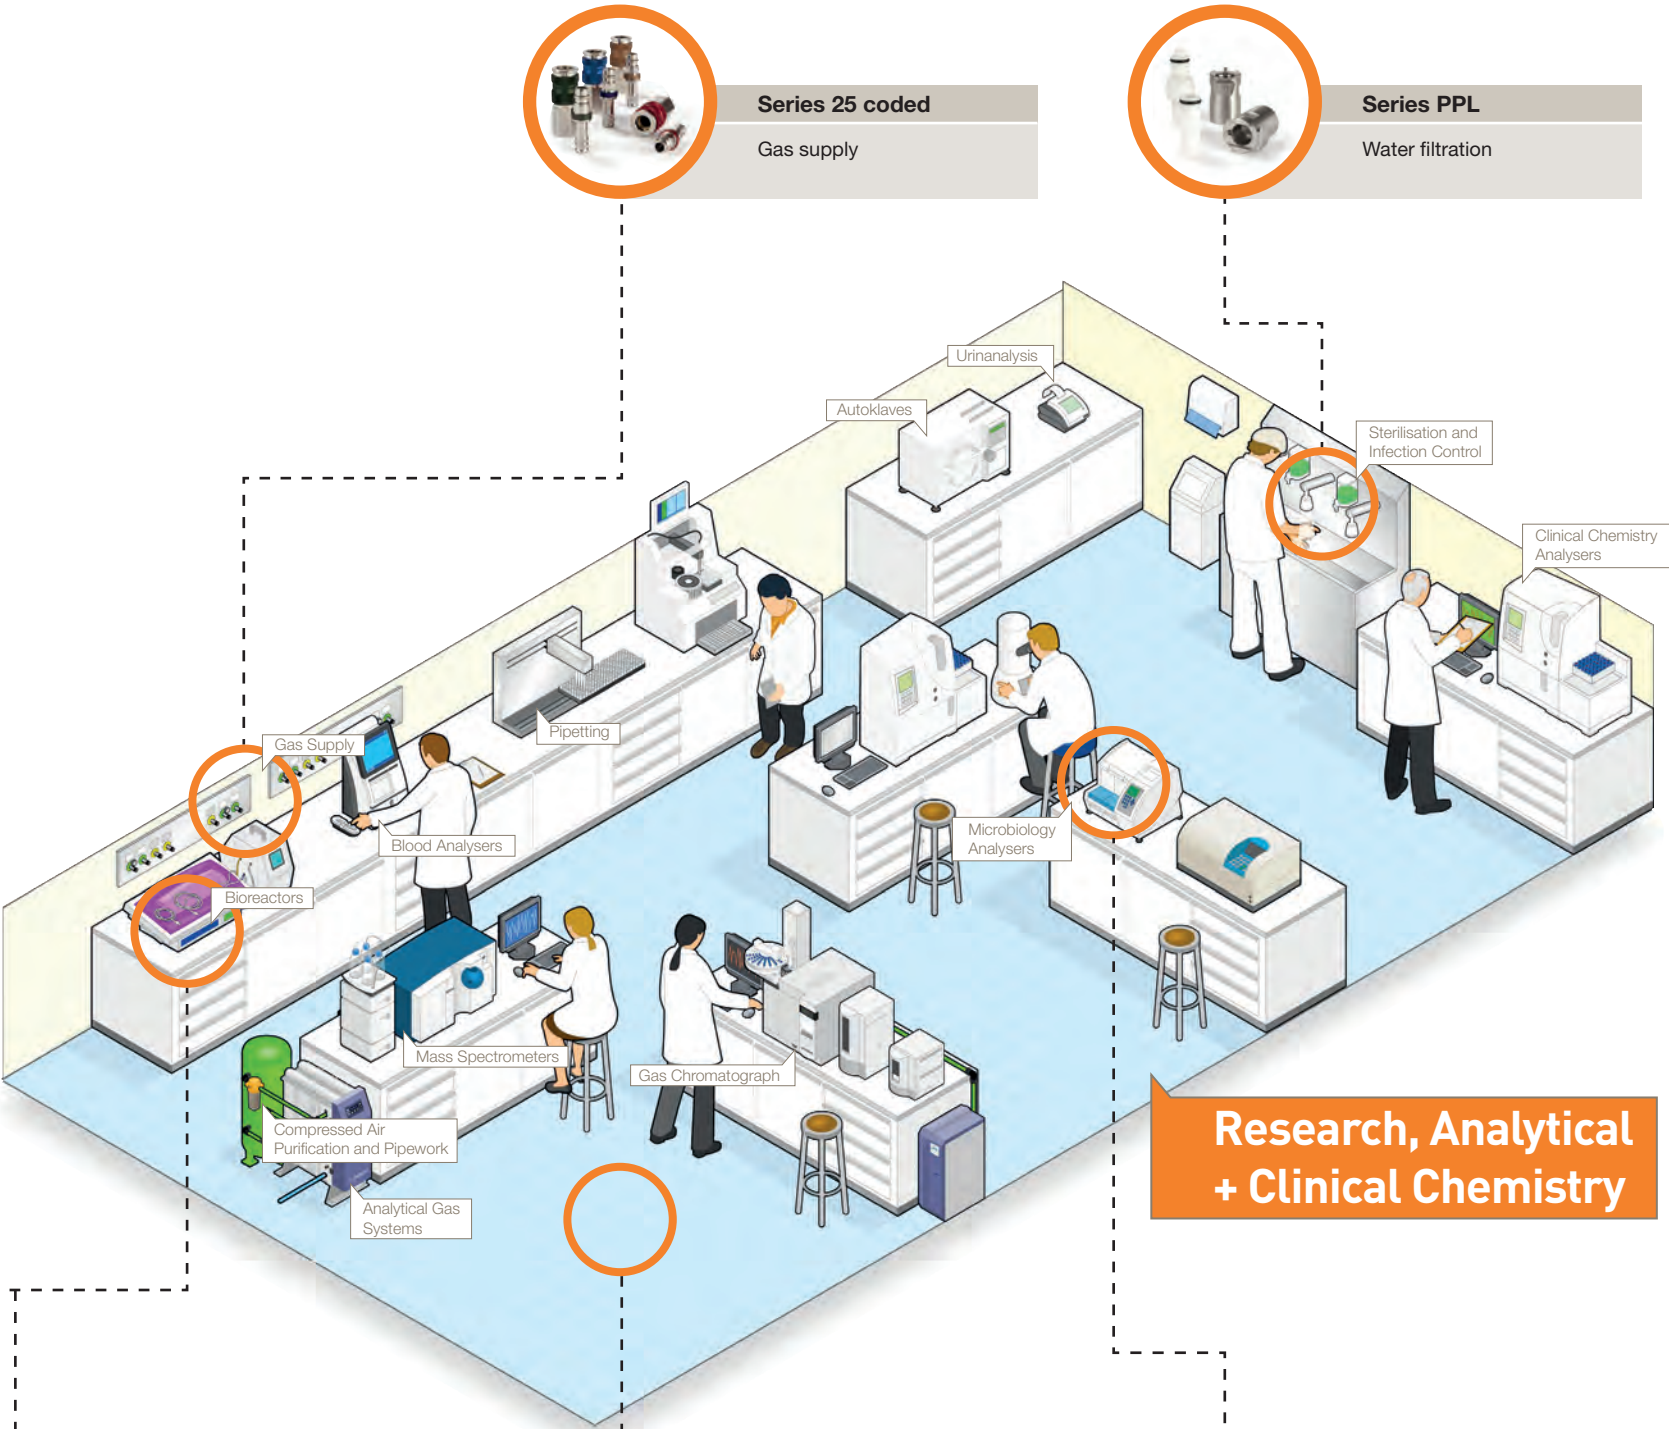 Series 25 coded
Gas supply
Series PPL
Water filtration
Urinanalysis
Autoklaves
Sterilisation and
Infection Control
Clinical Chemistry
Analysers
Pipetting
Gas Supply
Blood Analysers
Microbiology
Analysers
Bioreactors
Mass Spectrometers
Gas Chromatograph
Compressed Air
Purification and Pipework
Analytical Gas
Systems
Research, Analytical
+ Clinical Chemistry